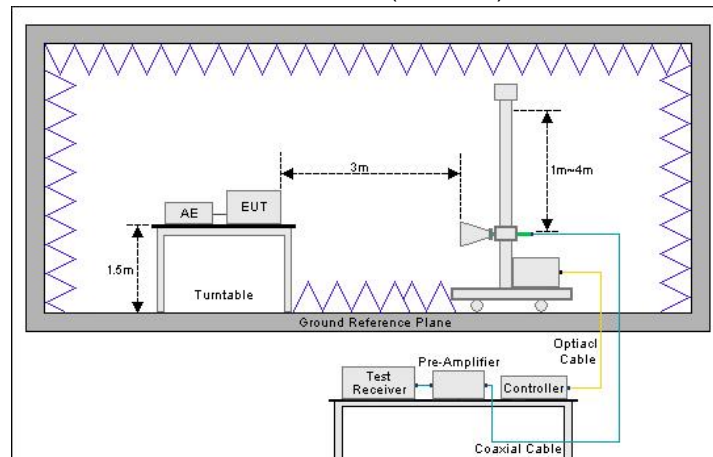 3m
1m~4m
AE
EUT
1.5m
Turntable
Ground Reference Plane
Optiacl
Cable
Pre-Amplifier
Test
Receiver
Controller
Coaxial Cable